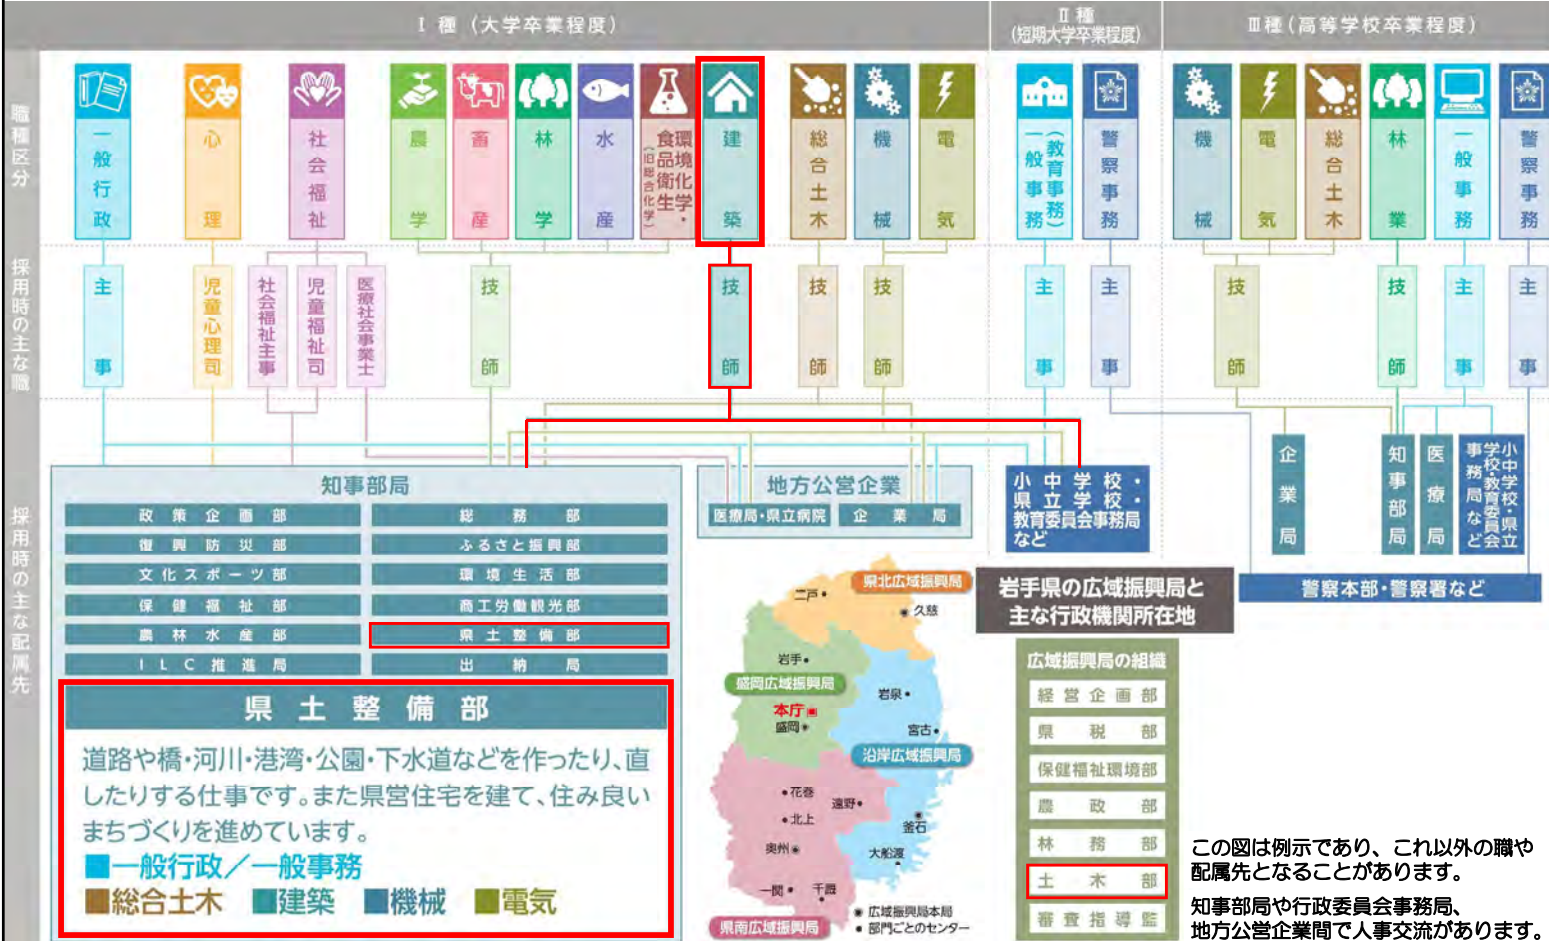 Ⅰ 種（大学卒業程度）
Ⅱ 種
（短期大学卒業程度）
Ⅲ種（高等学校卒業程度）
職種区分
一般行政
心理
社会福祉
農学
畜産
林学
水産
環境化学・
食品衛生
（旧総合化学）
建築
総合土木
機械
電気
一般事務
（教育事務）
警察事務
機械
電気
総合土木
林業
一般事務
警察事務
採用時の主な職
主事
児童心理司
社会福祉主事
児童福祉司
医療社会事業士
技師
技師
技師
技師
主事
主事
技師
技師
主事
主事
採用時の主な配属先
知事部局
政策企画部
総務部
復興防災部
ふるさと振興部
文化スポーツ部
環境生活部
保健福祉部
商工労働観光部
農林水産部
県土整備部
ＩＬＣ推進局
出納局
県土整備部
道路や橋・河川・港湾・公園・下水道などを作ったり、直
したりする仕事です。また県営住宅を建て、住み良い
まちづくりを進めています。
■一般行政／一般事務
■総合土木 ■建築 ■機械 ■電気
地方公営企業
医療局・県立病院
企業局
小中学校・
県立学校・
教育委員会事務局
など
企業局
知事部局
医療局
小中学校・県立
学校・教育委員会
事務局など
警察本部・警察署など
岩手県の広域振興局と
主な行政機関所在地
県北広域振興局
二戸
久慈
岩手
盛岡広域振興局
岩泉
本庁
盛岡
宮古
沿岸広域振興局
花巻
遠野
北上
釜石
奥州
大船渡
一関
千厩
県南広域振興局
● 広域振興局本局
● 部門ごとのセンター
広域振興局の組織
経営企画部
県税部
保健福祉環境部
農政部
林務部
土木部
審査指導監
この図は例示であり、これ以外の職や
配属先となることがあります。
知事部局や行政委員会事務局、
地方公営企業間で人事交流があります。